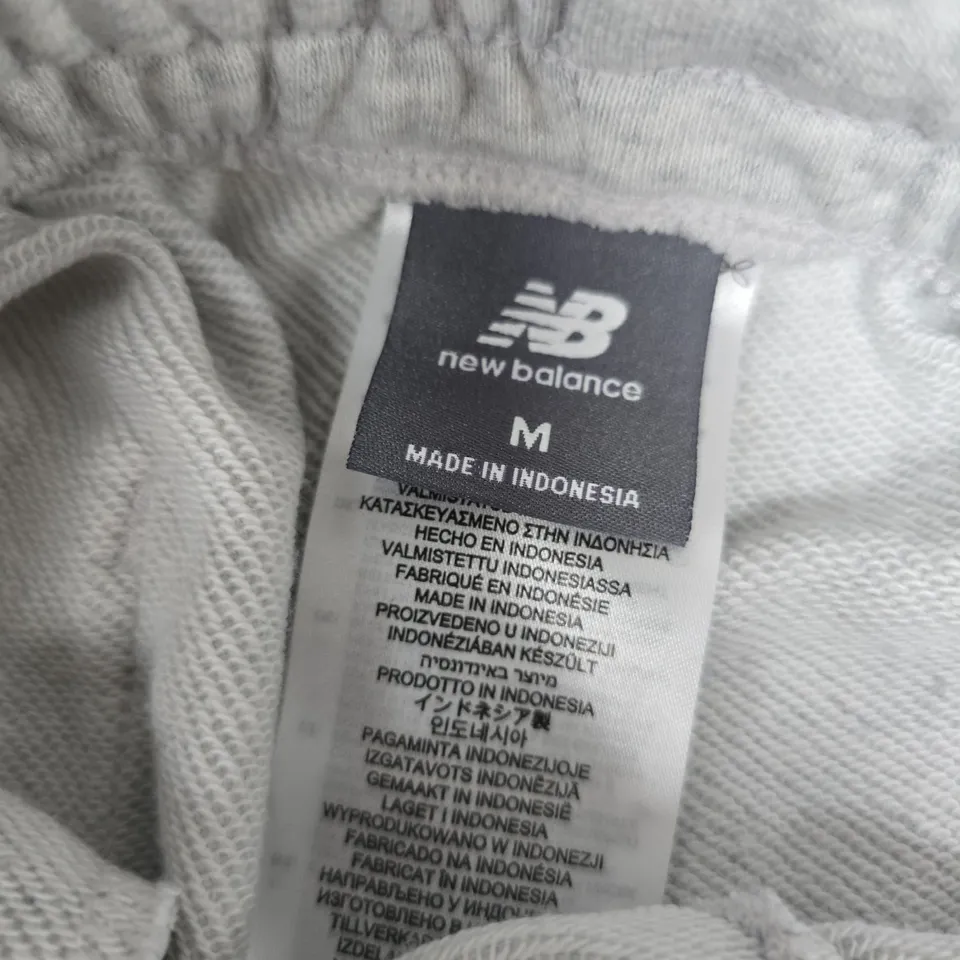 NB
new balance
M
MADE IN INDONESIA
ΚΑΤΑΣΚΕΥΑΣΜΕΝΟ ΣΤΗΝ ΙΝΔΟΝΗΣΙΑ
HECHO EN INDONESIA
VALMISTETTU INDONESIASSA
FABRIQUÉ EN INDONÉSIE
MADE IN INDONESIA
PROIZVEDENO U INDONEZIJI
INDONÉZIÁBAN KÉSZÜLT
מיוצר באינדונסיה
PRODOTTO IN INDONESIA
インドネシア製
인도네시아
PAGAMINTA INDONEZIJOJE
IZGATAVOTS INDONĒZIJĀ
GEMAAKT IN INDONESIË
LAGET I INDONESIA
WYPRODUKOWANO W INDONEZJI
FABRICADO NA INDONÉSIA
FABRICAT ÎN INDONESIA
НАПРАВЉЕНО У
ИЗГОТОВЛЕНО В